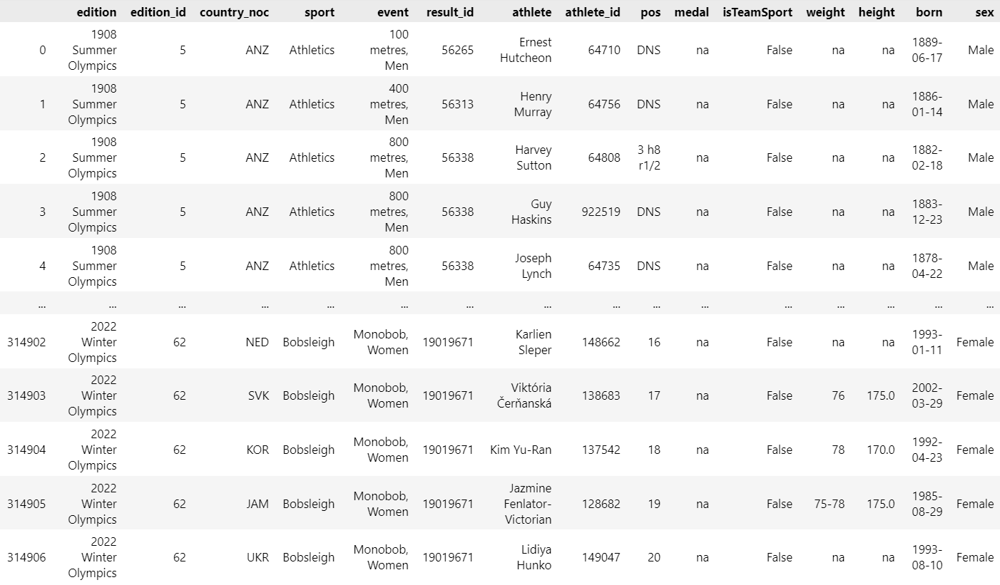 edition edition_id country_noc sport event result_id athlete athlete_id pos medal isTeamSport weight height born sex
0 1908 Summer Olympics 5 ANZ Athletics 100 metres, Men 56265 Ernest Hutcheon 64710 DNS na False na na 1889-06-17 Male
1 1908 Summer Olympics 5 ANZ Athletics 400 metres, Men 56313 Henry Murray 64756 DNS na False na na 1886-01-14 Male
2 1908 Summer Olympics 5 ANZ Athletics 800 metres, Men 56338 Harvey Sutton 64808 3 h8 r1/2 na False na na 1882-02-18 Male
3 1908 Summer Olympics 5 ANZ Athletics 800 metres, Men 56338 Guy Haskins 922519 DNS na False na na 1883-12-23 Male
4 1908 Summer Olympics 5 ANZ Athletics 800 metres, Men 56338 Joseph Lynch 64735 DNS na False na na 1878-04-22 Male
... ... ... ... ... ... ... ... ... ... ... ... ... ... ... ...
314902 2022 Winter Olympics 62 NED Bobsleigh Monobob, Women 19019671 Karlien Sleper 148662 16 na False na na 1993-01-11 Female
314903 2022 Winter Olympics 62 SVK Bobsleigh Monobob, Women 19019671 Viktória Čerňanská 138683 17 na False 76 175.0 2002-03-29 Female
314904 2022 Winter Olympics 62 KOR Bobsleigh Monobob, Women 19019671 Kim Yu-Ran 137542 18 na False 78 170.0 1992-04-23 Female
314905 2022 Winter Olympics 62 JAM Bobsleigh Monobob, Women 19019671 Jazmine Fenlator-Victorian 128682 19 na False 75-78 175.0 1985-08-29 Female
314906 2022 Winter Olympics 62 UKR Bobsleigh Monobob, Women 19019671 Lidiya Hunko 149047 20 na False na na 1993-08-10 Female